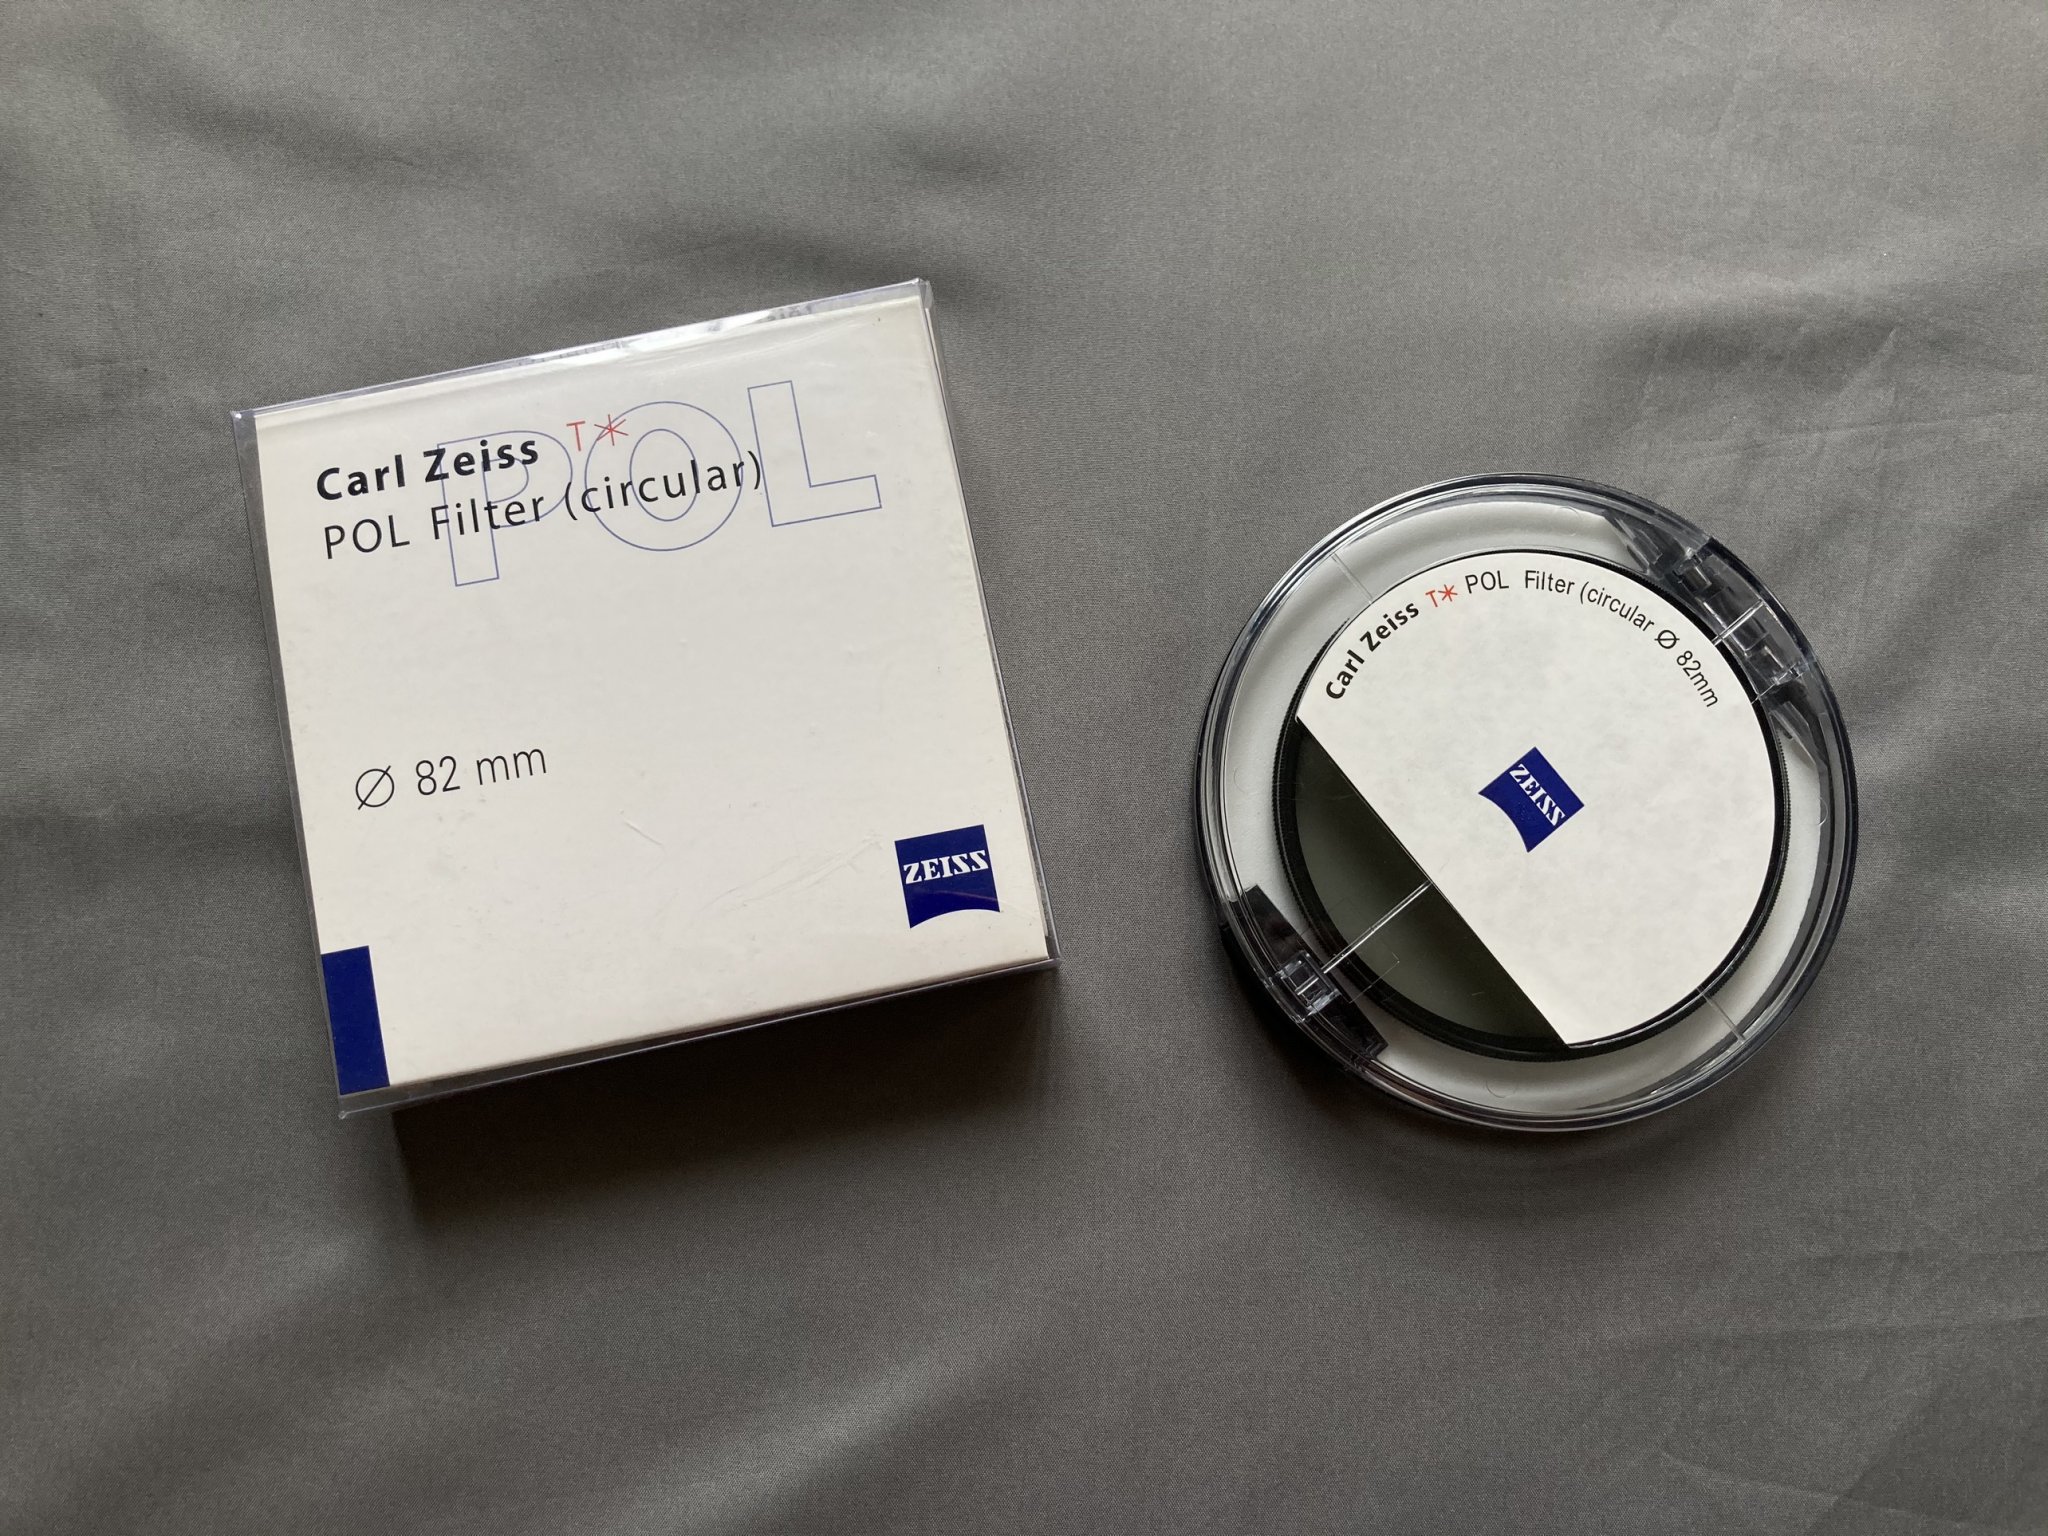 Carl Zeiss T*
POL Filter (circular)
POL
Ø 82 mm
ZEISS
Carl Zeiss T* POL Filter (circular Ø 82mm
ZEISS